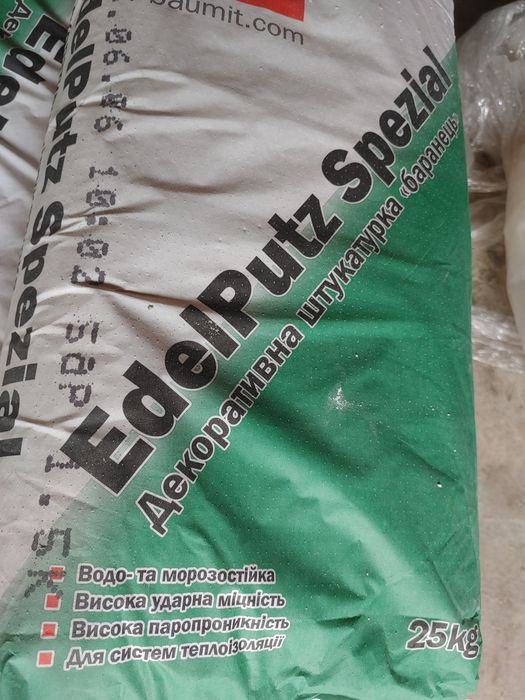 baumit.com
EdelPutz Spezial
Декоративна штукатурка «баранець»
Водо- та морозостійка
Висока ударна міцність
Висока паропроникність
Для систем теплоізоляції
25kg
Spezial